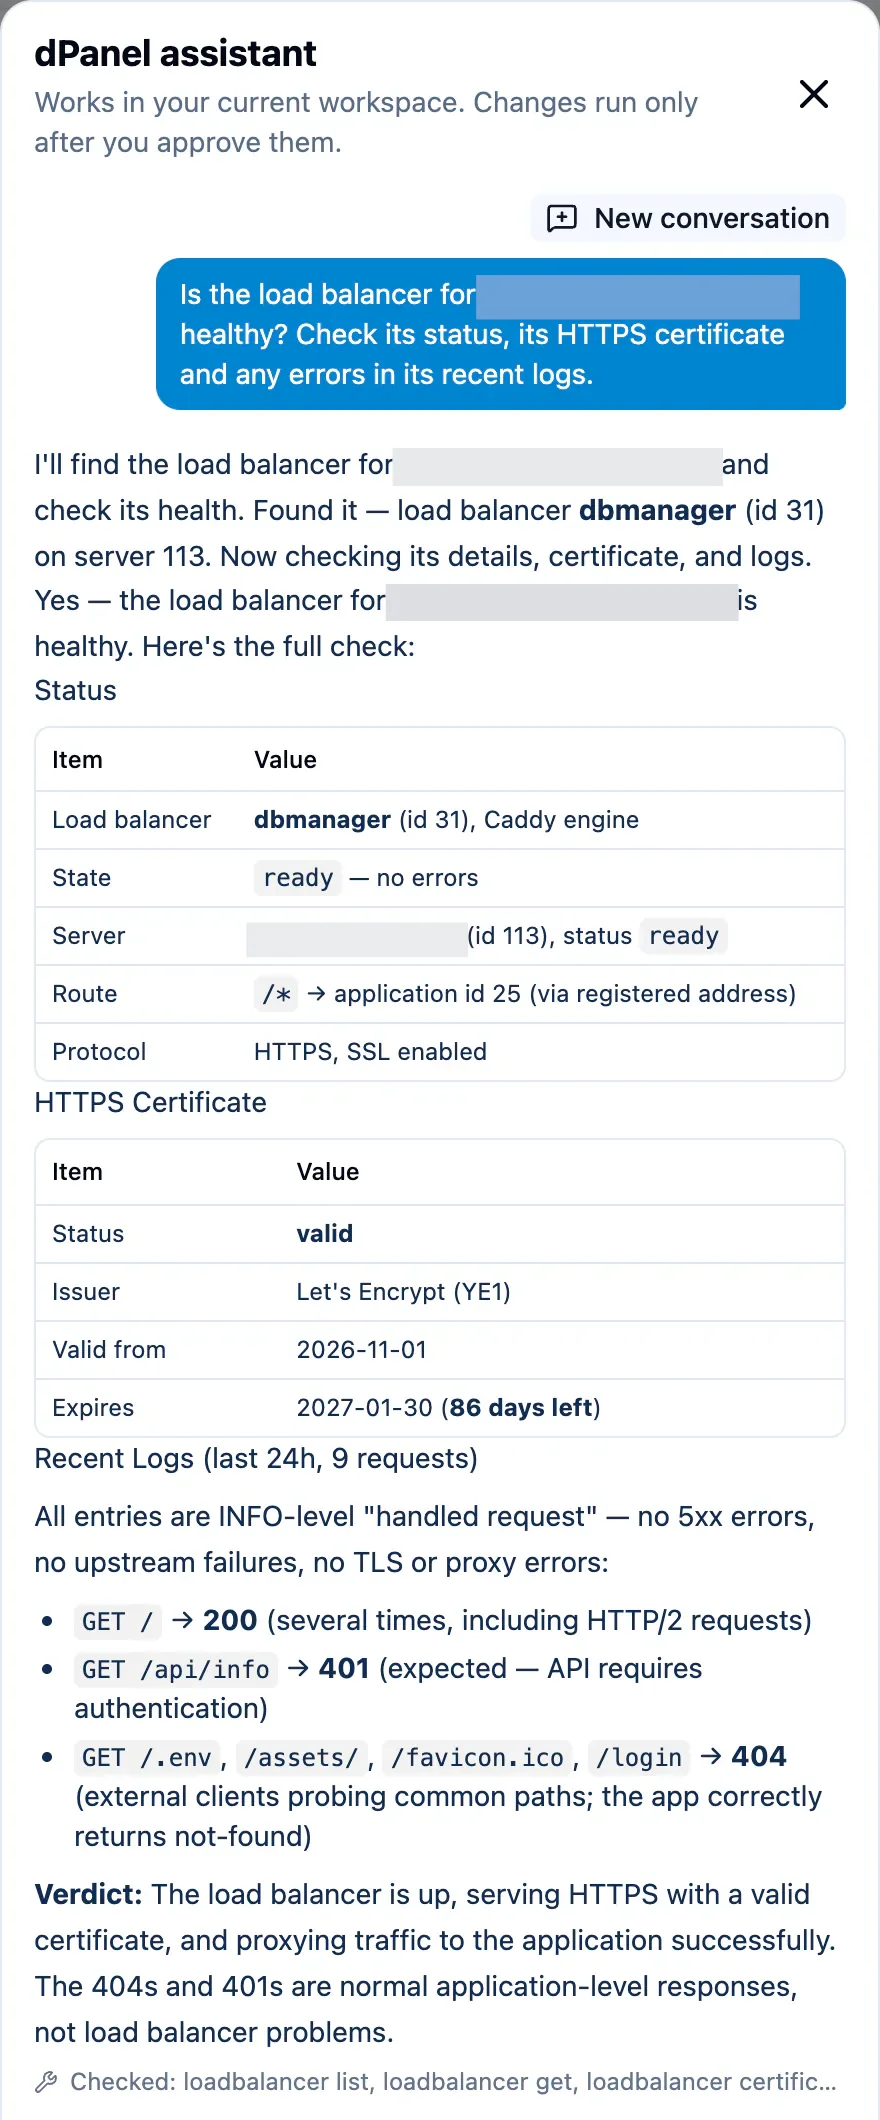 dPanel assistant
Works in your current workspace. Changes run only
after you approve them.
New conversation
Is the load balancer for
healthy? Check its status, its HTTPS certificate
and any errors in its recent logs.
I'll find the load balancer for and
check its health. Found it — load balancer dbmanager (id 31)
on server 113. Now checking its details, certificate, and logs.
Yes — the load balancer for is
healthy. Here's the full check:
Status
Item Value
Load balancer dbmanager (id 31), Caddy engine
State ready — no errors
Server (id 113), status ready
Route /* → application id 25 (via registered address)
Protocol HTTPS, SSL enabled
HTTPS Certificate
Item Value
Status valid
Issuer Let's Encrypt (YE1)
Valid from 2026-11-01
Expires 2027-01-30 (86 days left)
Recent Logs (last 24h, 9 requests)
All entries are INFO-level "handled request" — no 5xx errors,
no upstream failures, no TLS or proxy errors:
• GET / → 200 (several times, including HTTP/2 requests)
• GET /api/info → 401 (expected — API requires
authentication)
• GET /.env, /assets/, /favicon.ico, /login → 404
(external clients probing common paths; the app correctly
returns not-found)
Verdict: The load balancer is up, serving HTTPS with a valid
certificate, and proxying traffic to the application successfully.
The 404s and 401s are normal application-level responses,
not load balancer problems.
Checked: loadbalancer list, loadbalancer get, loadbalancer certific...